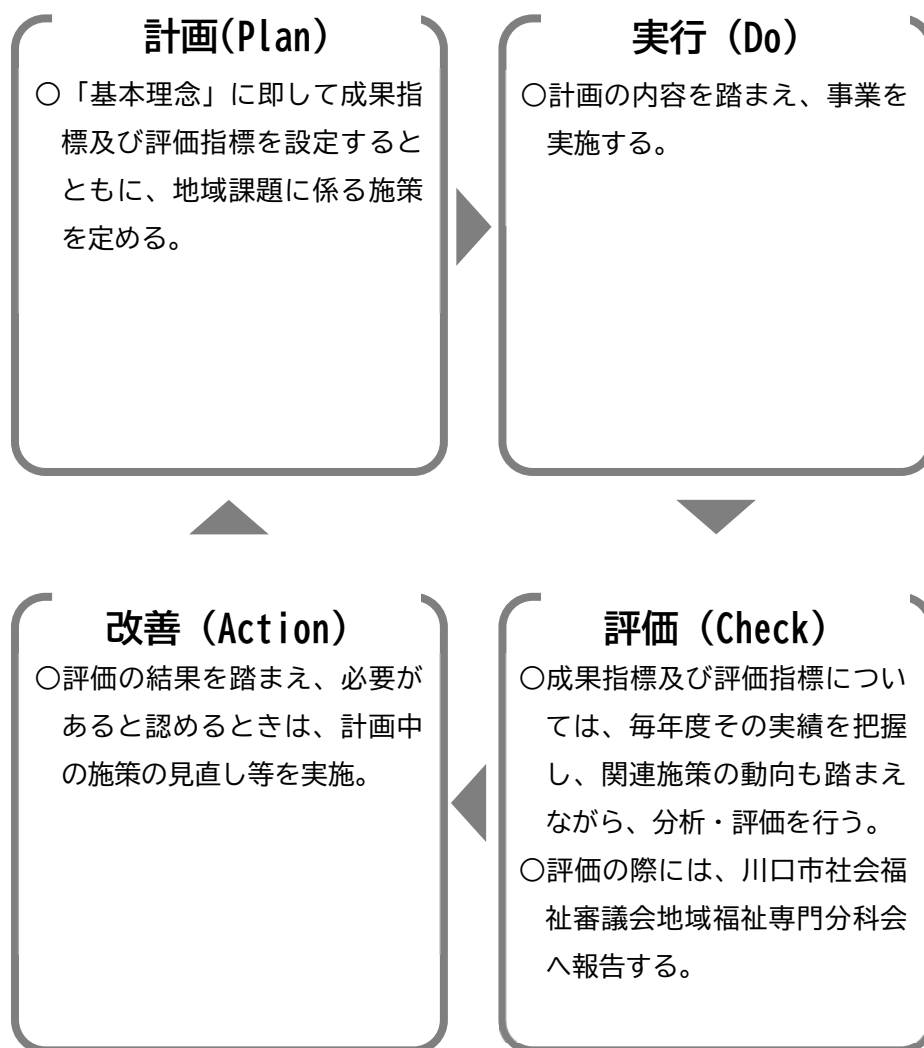 計画(Plan)
○「基本理念」に即して成果指
標及び評価指標を設定すると
ともに、地域課題に係る施策
を定める。
実行（Do）
○計画の内容を踏まえ、事業を
実施する。
改善（Action）
○評価の結果を踏まえ、必要が
あると認めるときは、計画中
の施策の見直し等を実施。
評価（Check）
○成果指標及び評価指標につい
ては、毎年度その実績を把握
し、関連施策の動向も踏まえ
ながら、分析・評価を行う。
○評価の際には、川口市社会福
祉審議会地域福祉専門分科会
へ報告する。